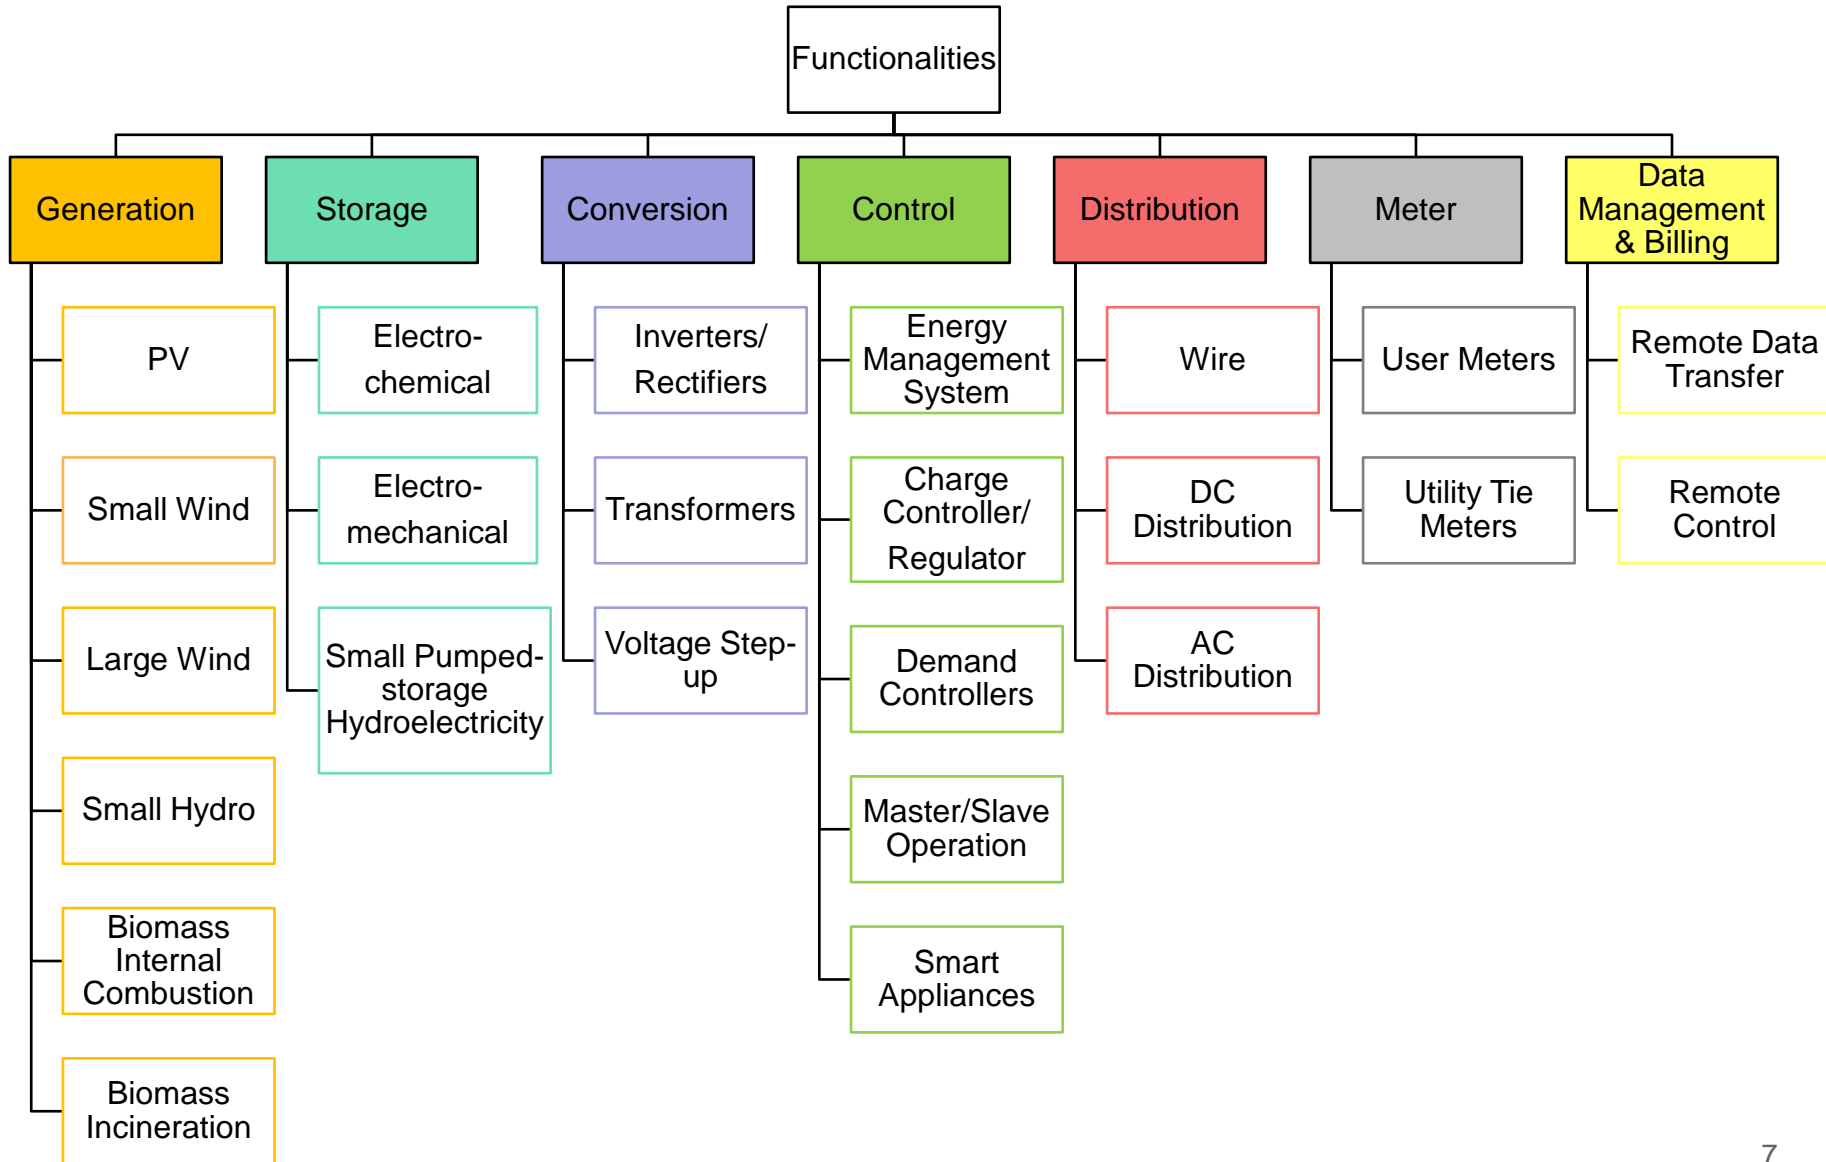 Functionalities
Generation
Storage
Conversion
Control
Distribution
Meter
Data
Management
& Billing
PV
Small Wind
Large Wind
Small Hydro
Biomass
Internal
Combustion
Biomass
Incineration
Electro-
chemical
Electro-
mechanical
Small Pumped-
storage
Hydroelectricity
Inverters/
Rectifiers
Transformers
Voltage Step-
up
Energy
Management
System
Charge
Controller/
Regulator
Demand
Controllers
Master/Slave
Operation
Smart
Appliances
Wire
DC
Distribution
AC
Distribution
User Meters
Utility Tie
Meters
Remote Data
Transfer
Remote
Control
7